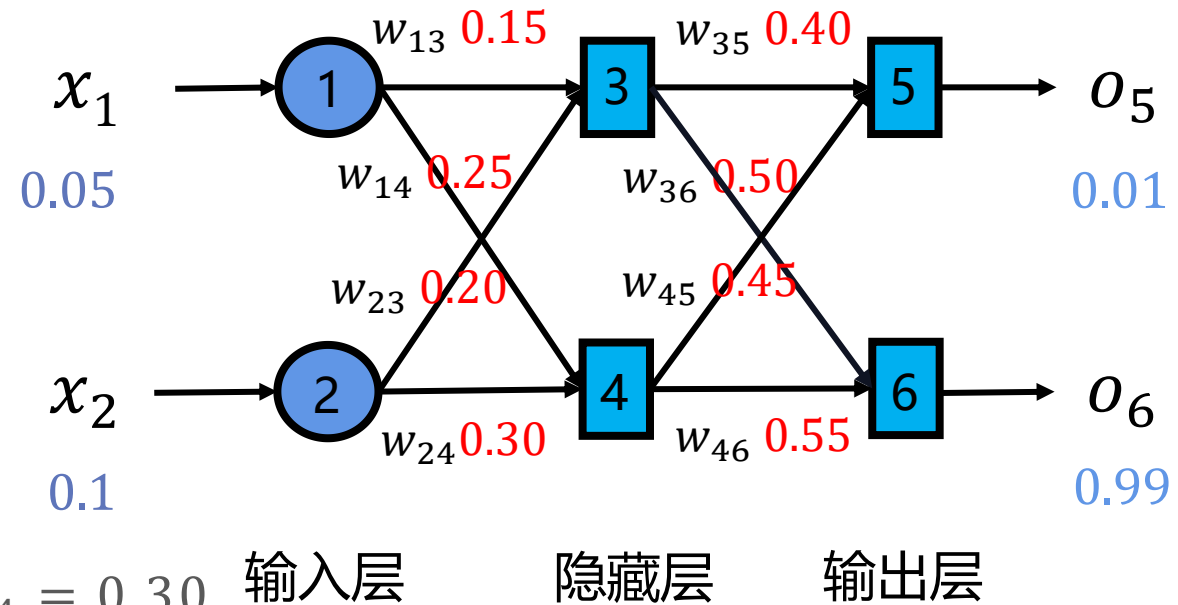 w₁₃ 0.15 w₃₅ 0.40
x₁ 1 3 5 o₅
0.05 w₁₄ 0.25 w₃₆ 0.50 0.01
w₂₃ 0.20 w₄₅ 0.45
x₂ 2 4 6 o₆
w₂₄ 0.30 w₄₆ 0.55
0.1 0.99
输入层 隐藏层 输出层
= 0.30